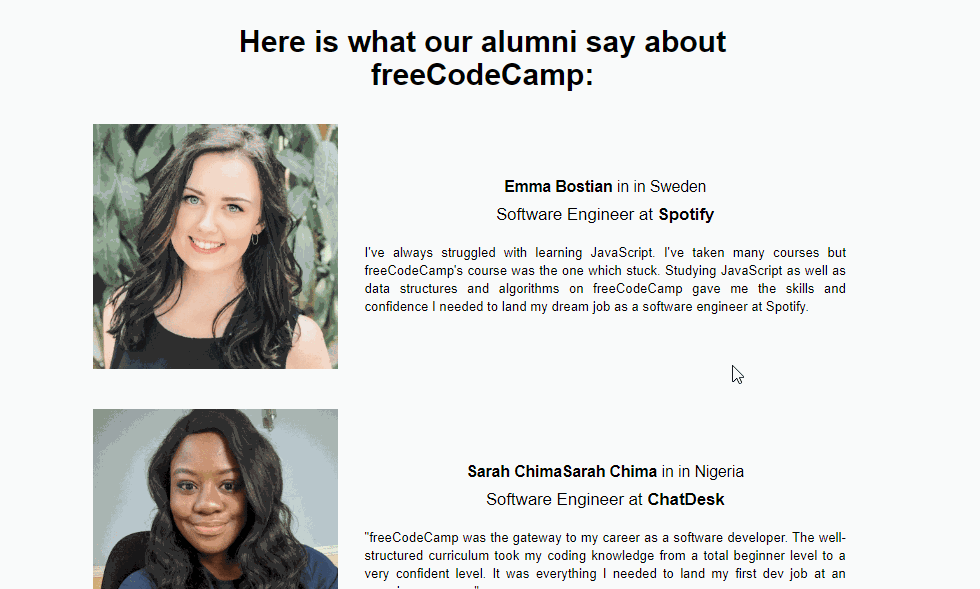 Here is what our alumni say about
freeCodeCamp:
Emma Bostian in in Sweden
Software Engineer at Spotify
I've always struggled with learning JavaScript. I've taken many courses but
freeCodeCamp's course was the one which stuck. Studying JavaScript as well as
data structures and algorithms on freeCodeCamp gave me the skills and
confidence I needed to land my dream job as a software engineer at Spotify.
Sarah ChimaSarah Chima in in Nigeria
Software Engineer at ChatDesk
"freeCodeCamp was the gateway to my career as a software developer. The well-
structured curriculum took my coding knowledge from a total beginner level to a
very confident level. It was everything I needed to land my first dev job at an